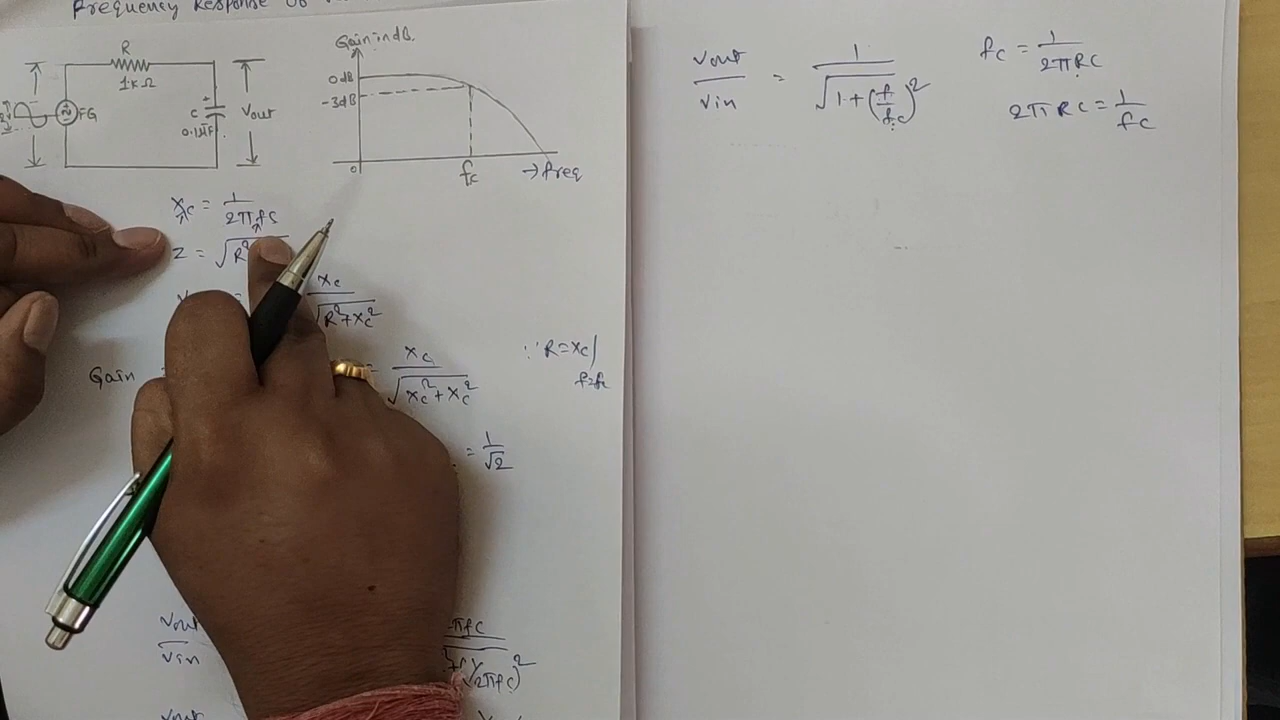 Frequency Response of
Gain in dB.
R
1kΩ
FG
C
0.1μF
+
Vout
0dB
-3dB
0
fc
→ freq
Xc = 1/2πfC
Z = √R²
Xc/√R²+Xc²
Gain = Xc/√Xc²+Xc² ∵ R=Xc|f=fc
= 1/√2
Vout/Vin πfC
2πfC)²
Vout
Vout/Vin = 1/√1+(f/fc)²
fc = 1/2πRC
2πRC = 1/fc